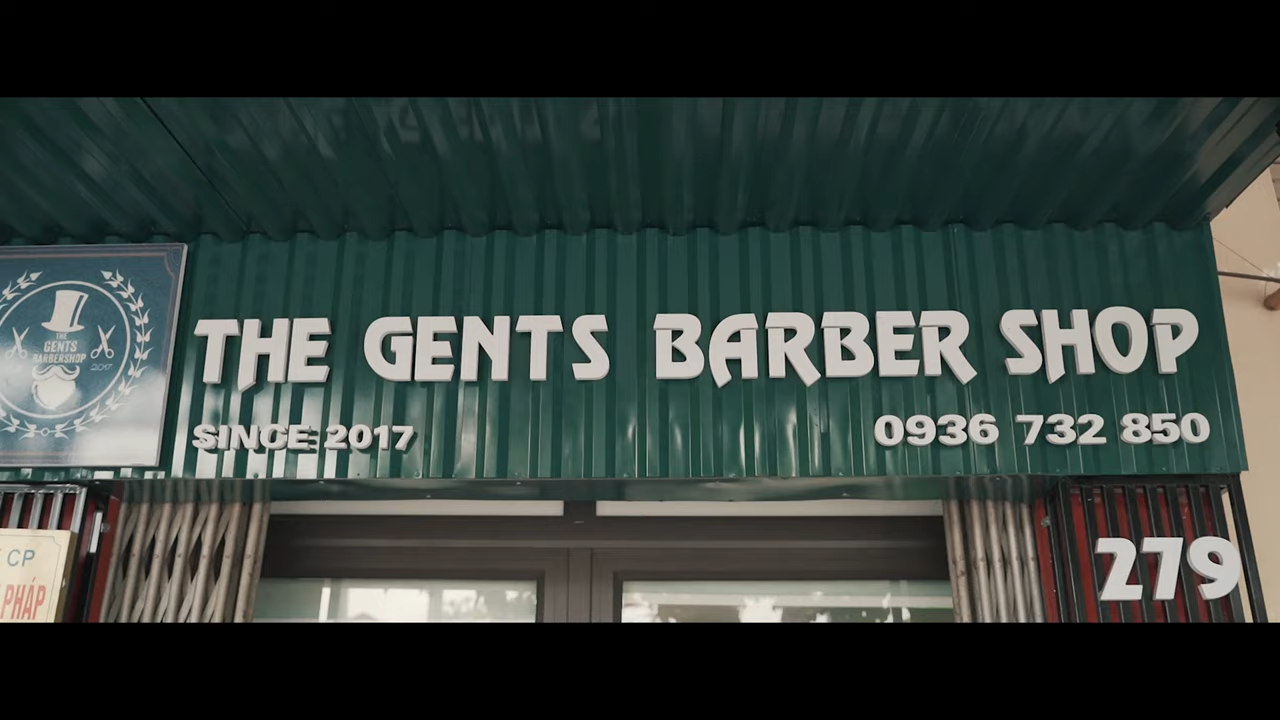 THE GENTS BARBER SHOP
SINCE 2017
0936 732 850
THE
GENTS
BARBERSHOP
2017
CP
PHÁP
279